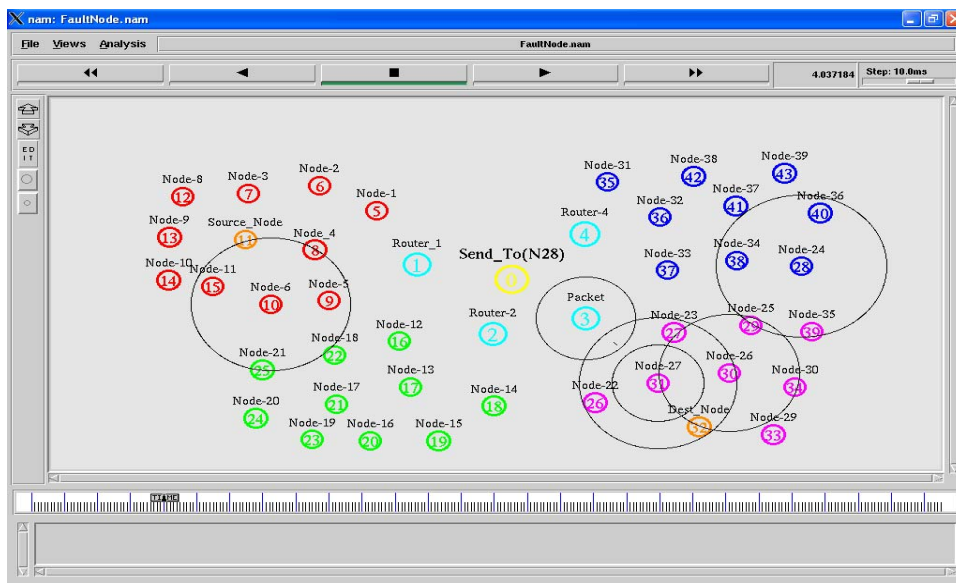 nam: FaultNode.nam
File Views Analysis FaultNode.nam
4.037184 Step: 10.0ms
ED
IT
Node-8
12
Node-3
7
Node-2
6
Node-1
5
Node-31
35
Node-38
42
Node-39
43
Node-9
13
Source_Node
11
Node_4
8
Router_1
1
Send_To(N28)
0
Router-4
4
Node-32
36
Node-37
41
Node-36
40
Node-10
14
Node-11
15
Node-6
10
Node-5
9
Node-33
37
Node-34
38
Node-24
28
Router-2
2
Packet
3
Node-23
27
Node-25
29
Node-35
39
Node-21
25
Node-18
22
Node-12
16
Node-13
17
Node-17
21
Node-14
18
Node-22
26
Node-27
31
Node-26
30
Node-30
34
Node-20
24
Node-19
23
Node-16
20
Node-15
19
Dest_Node
32
Node-29
33
TIME